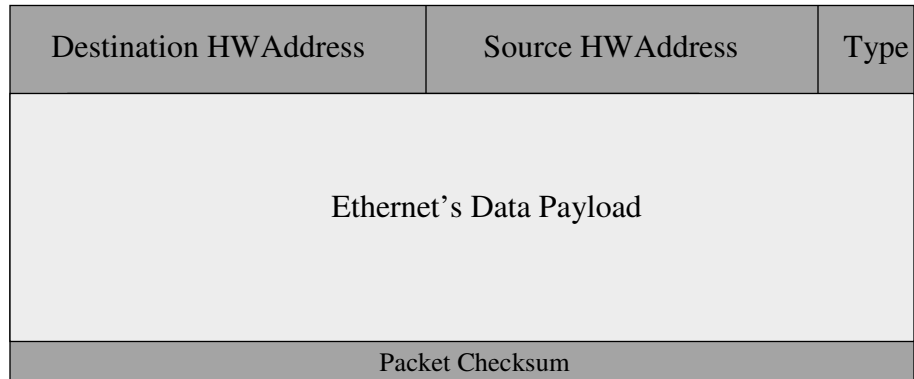 Destination HWAddress
Source HWAddress
Type
Ethernet’s Data Payload
Packet Checksum